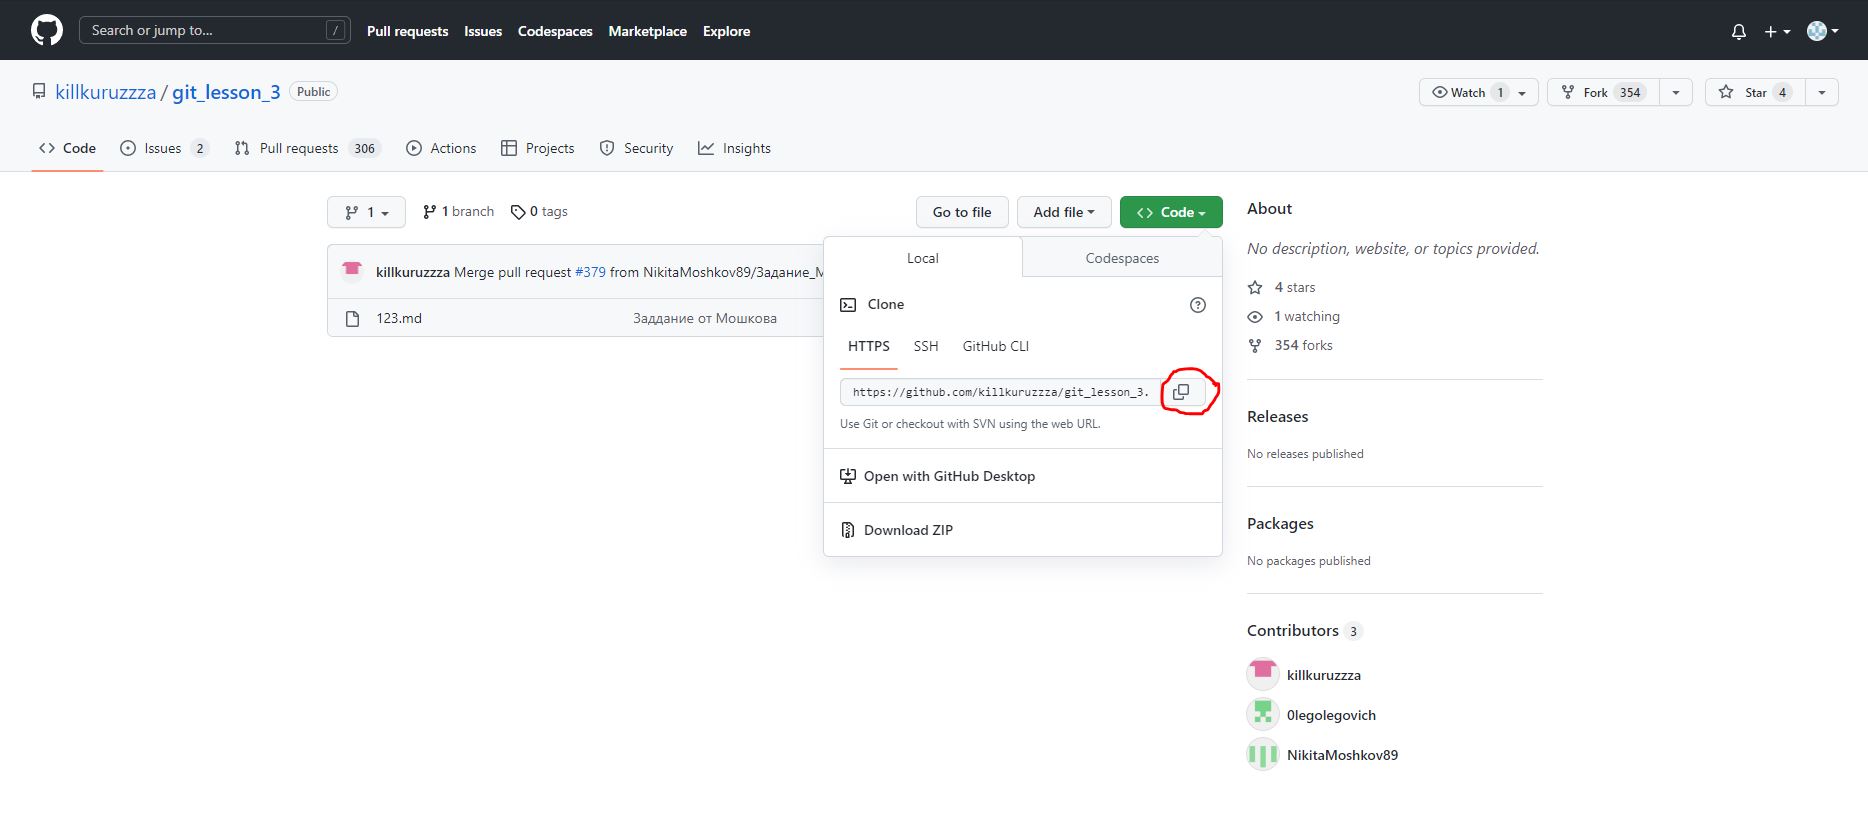 Search or jump to... /
Pull requests Issues Codespaces Marketplace Explore
killkuruzzza / git_lesson_3 Public
Watch 1 Fork 354 Star 4
Code Issues 2 Pull requests 306 Actions Projects Security Insights
1 1 branch 0 tags Go to file Add file Code
killkuruzzza Merge pull request #379 from NikitaMoshkov89/Задание_М
123.md Заддание от Мошкова
Local Codespaces
Clone
HTTPS SSH GitHub CLI
https://github.com/killkuruzzza/git_lesson_3.
Use Git or checkout with SVN using the web URL.
Open with GitHub Desktop
Download ZIP
About
No description, website, or topics provided.
4 stars
1 watching
354 forks
Releases
No releases published
Packages
No packages published
Contributors 3
killkuruzzza
0legolegovich
NikitaMoshkov89